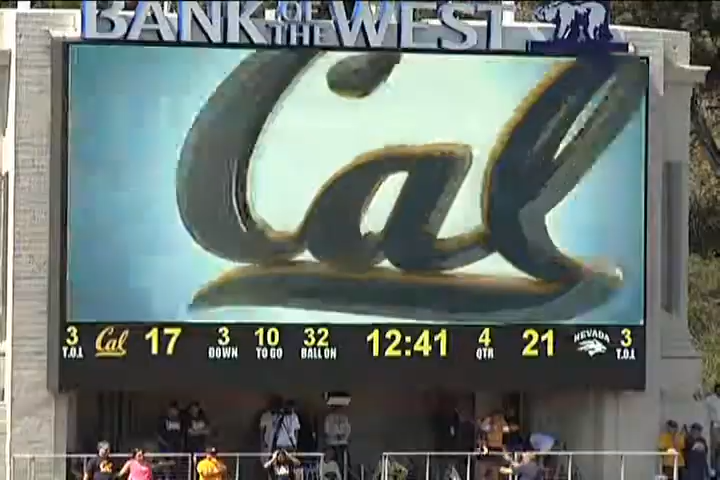 BANK OF THE WEST
Cal
3 T.O.L Cal 17 3 DOWN 10 TO GO 32 BALL ON 12:41 4 QTR 21 NEVADA 3 T.O.L